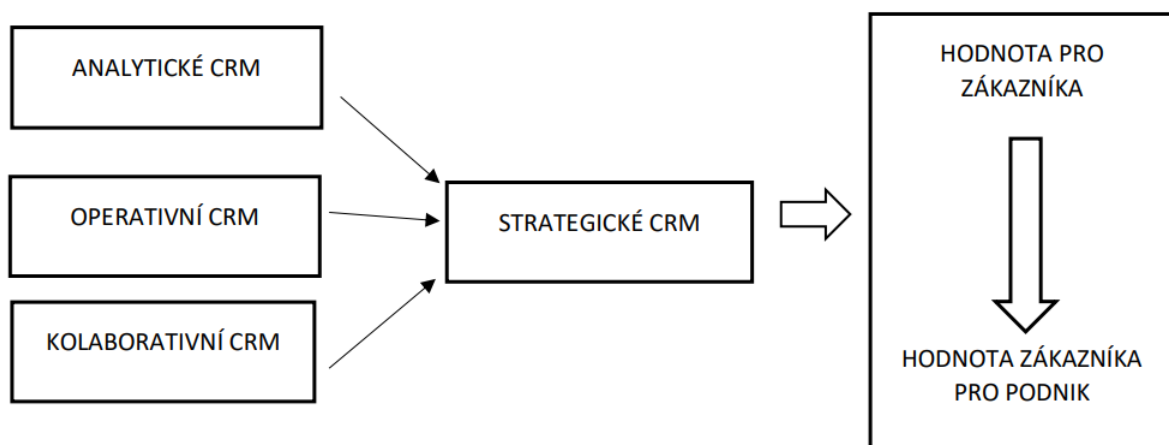 ANALYTICKÉ CRM
OPERATIVNÍ CRM
KOLABORATIVNÍ CRM
STRATEGICKÉ CRM
HODNOTA PRO
ZÁKAZNÍKA
HODNOTA ZÁKAZNÍKA
PRO PODNIK